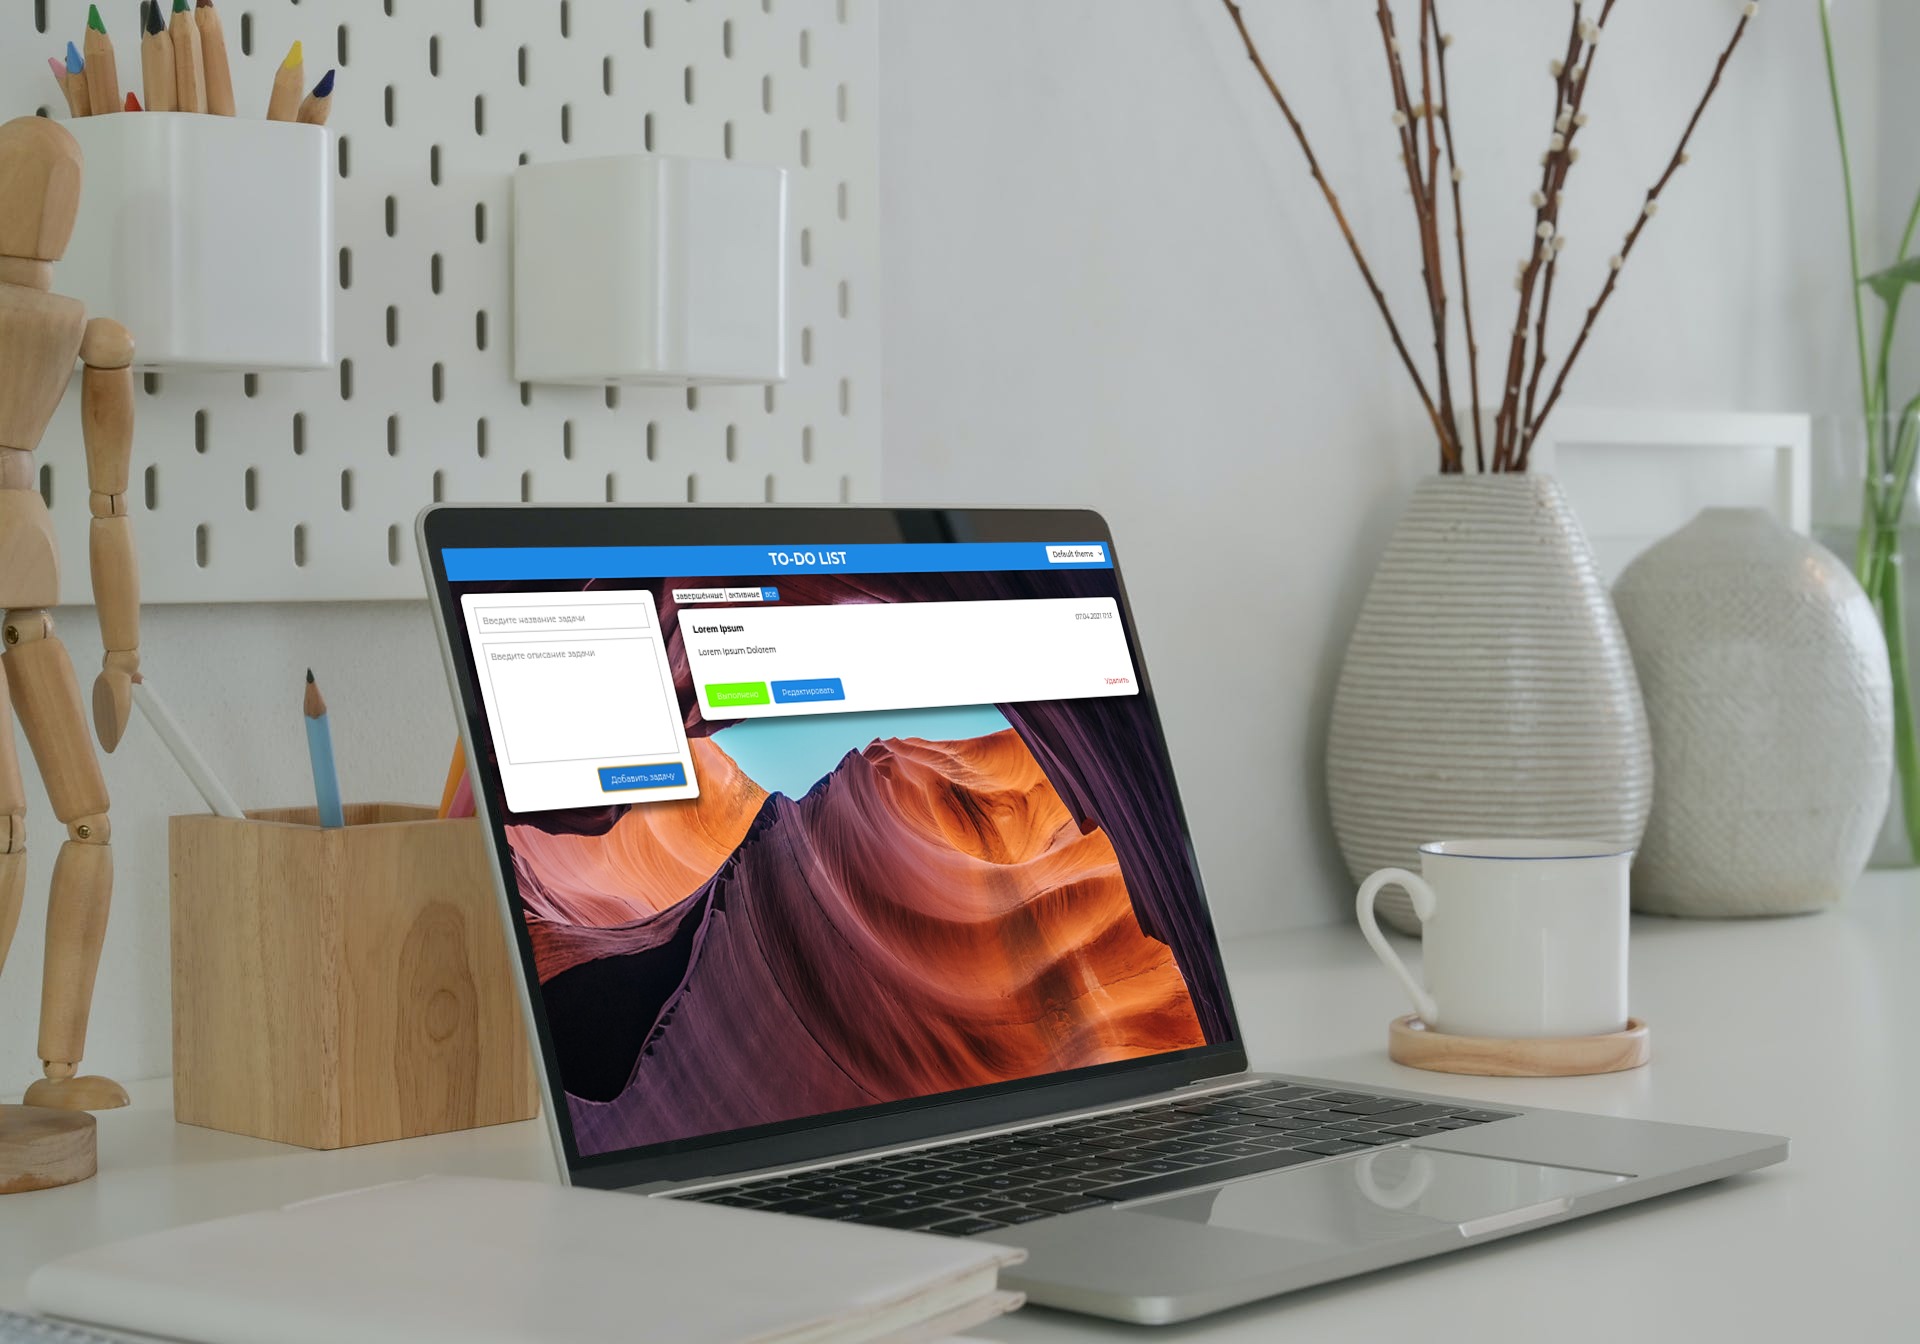 TO-DO LIST
Default theme
завершённые активные все
Введите название задачи
Введите описание задачи
Добавить задачу
Lorem Ipsum
07.04.2021 11:13
Lorem Ipsum Dolorem
Выполнено
Редактировать
Удалить